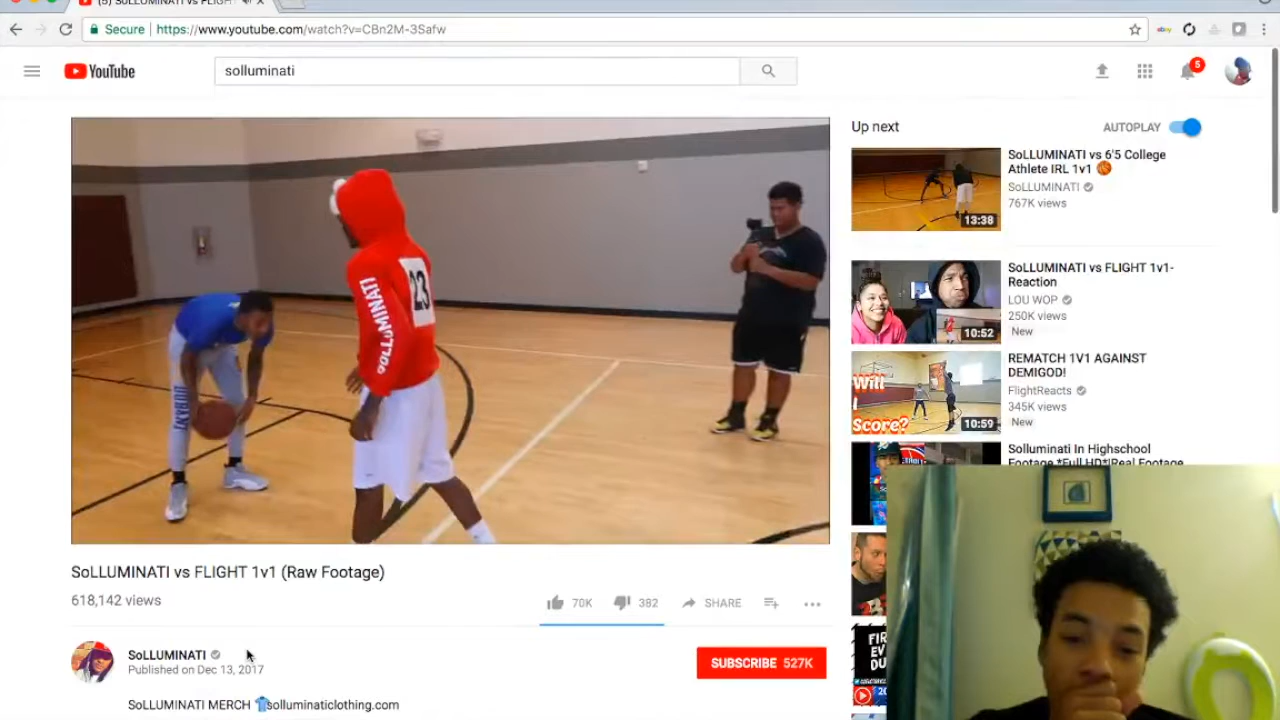 (5) SoLLUMINATI vs FLIGHT
Secure
https://www.youtube.com/watch?v=CBn2M-3Safw
ebay
YouTube
solluminati
5
Up next
AUTOPLAY
SoLLUMINATI
23
SoLLUMINATI vs 6'5 College
Athlete IRL 1v1
SoLLUMINATI
767K views
13:38
SoLLUMINATI vs FLIGHT 1v1-
Reaction
LOU WOP
250K views
New
10:52
REMATCH 1V1 AGAINST
DEMIGOD!
FlightReacts
345K views
New
Will
I
Score?
10:59
Solluminati In Highschool
Footage *Full HD*|Real Footage
SoLLUMINATI vs FLIGHT 1v1 (Raw Footage)
618,142 views
70K
382
SHARE
SoLLUMINATI
Published on Dec 13, 2017
SUBSCRIBE 527K
SoLLUMINATI MERCH solluminaticlothing.com